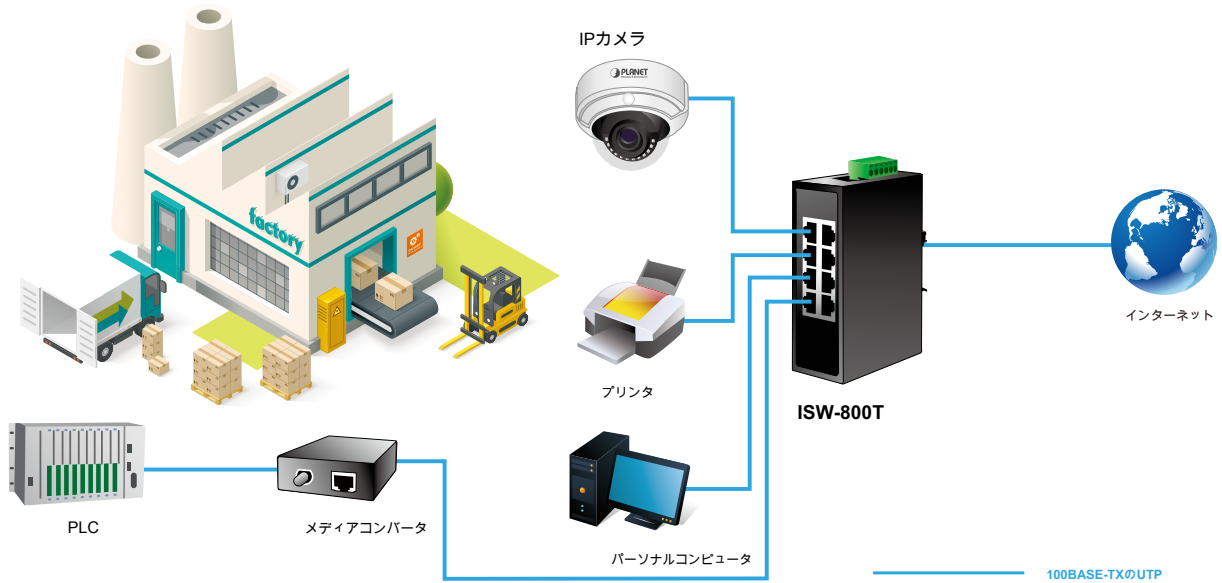 IPカメラ
PLANET
factory
プリンタ
インターネット
ISW-800T
PLC
メディアコンバータ
パーソナルコンピュータ
100BASE-TXのUTP